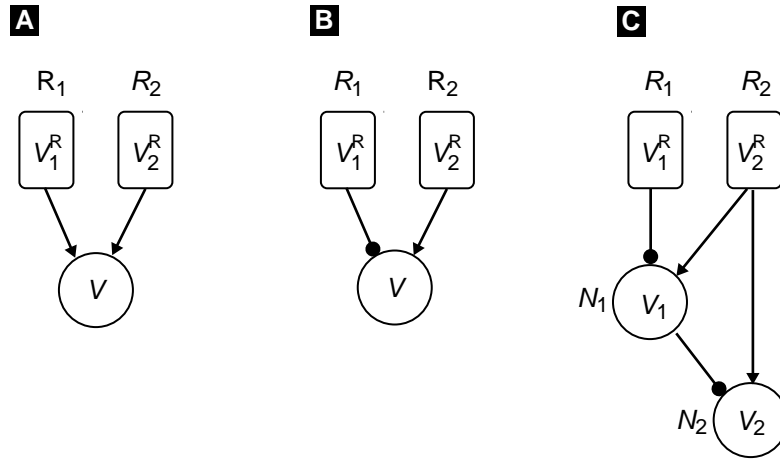 A B C
R1 R2 R1 R2 R1 R2
V1R V2R V1R V2R V1R V2R
V V N1 V1
N2 V2